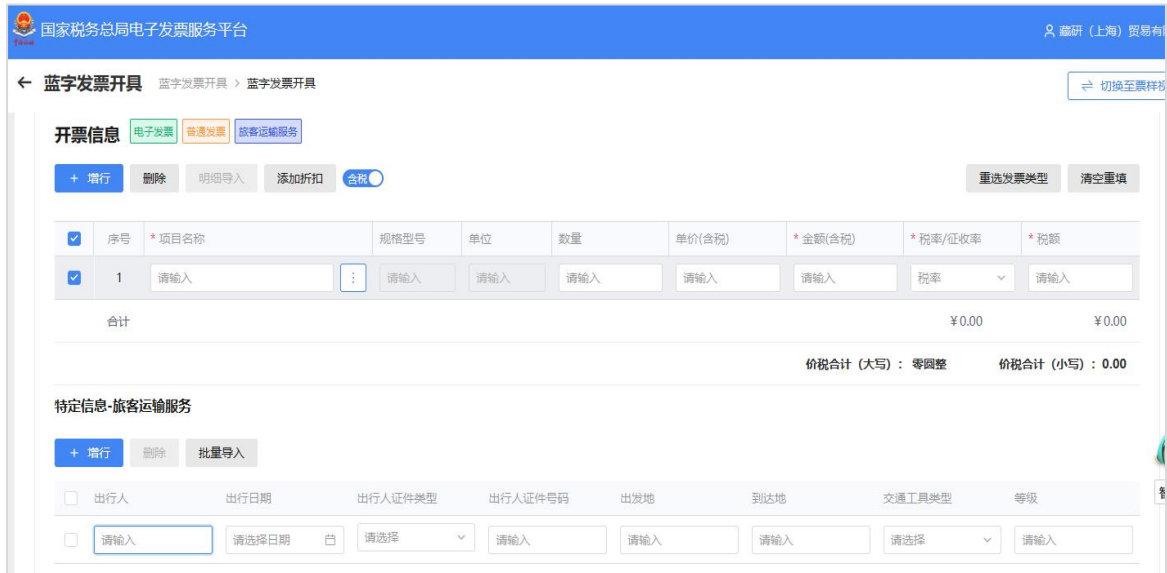 国家税务总局电子发票服务平台
藏研（上海）贸易有
← 蓝字发票开具 蓝字发票开具 > 蓝字发票开具
切换至票样视
开票信息 电子发票 普通发票 旅客运输服务
+ 增行 删除 明细导入 添加折扣 含税 重选发票类型 清空重填
序号 * 项目名称 规格型号 单位 数量 单价(含税) * 金额(含税) * 税率/征收率 * 税额
1 请输入 请输入 请输入 请输入 请输入 请输入 税率 请输入
合计 ¥0.00 ¥0.00
价税合计（大写）: 零圆整 价税合计（小写）: 0.00
特定信息-旅客运输服务
+ 增行 删除 批量导入
出行人 出行日期 出行人证件类型 出行人证件号码 出发地 到达地 交通工具类型 等级
请输入 请选择日期 请选择 请输入 请输入 请输入 请选择 请输入